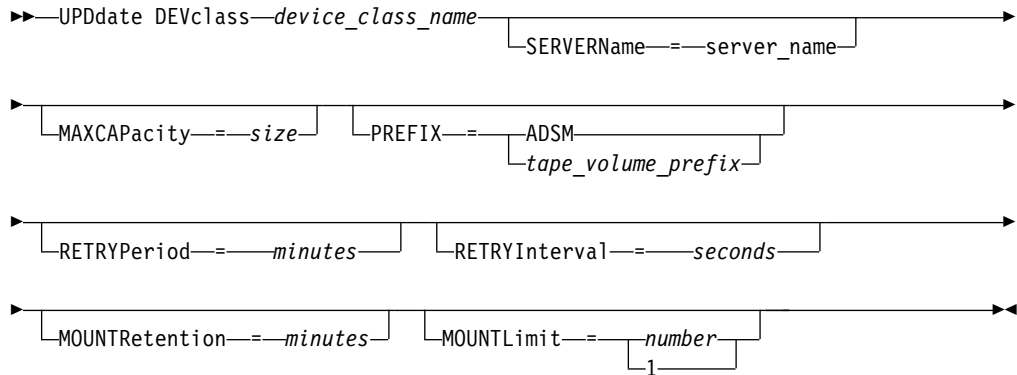 UPDdate DEVclass device_class_name
SERVERName = server_name
MAXCAPacity = size PREFIX = ADSM
tape_volume_prefix
RETRYPeriod = minutes RETRYInterval = seconds
MOUNTRetention = minutes MOUNTLimit = number
1